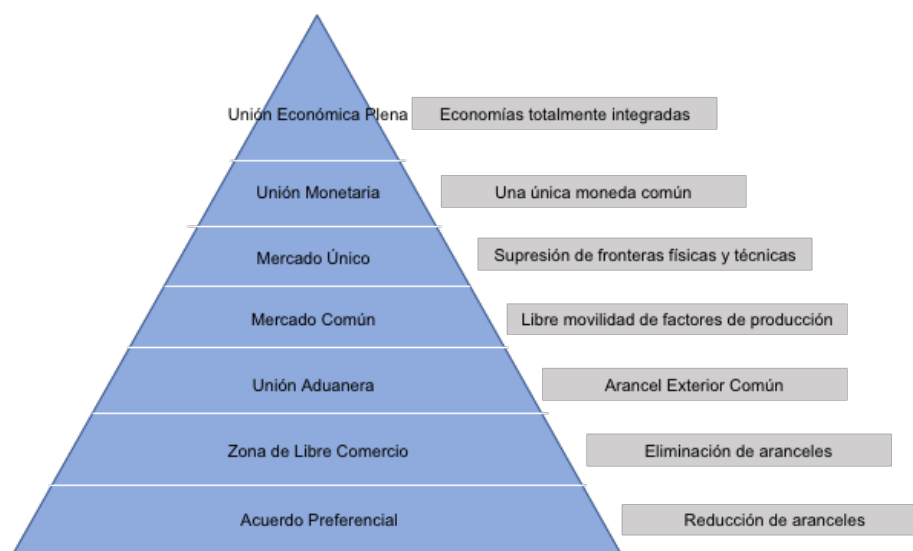 Unión Económica Plena
Economías totalmente integradas
Unión Monetaria
Una única moneda común
Mercado Único
Supresión de fronteras físicas y técnicas
Mercado Común
Libre movilidad de factores de producción
Unión Aduanera
Arancel Exterior Común
Zona de Libre Comercio
Eliminación de aranceles
Acuerdo Preferencial
Reducción de aranceles